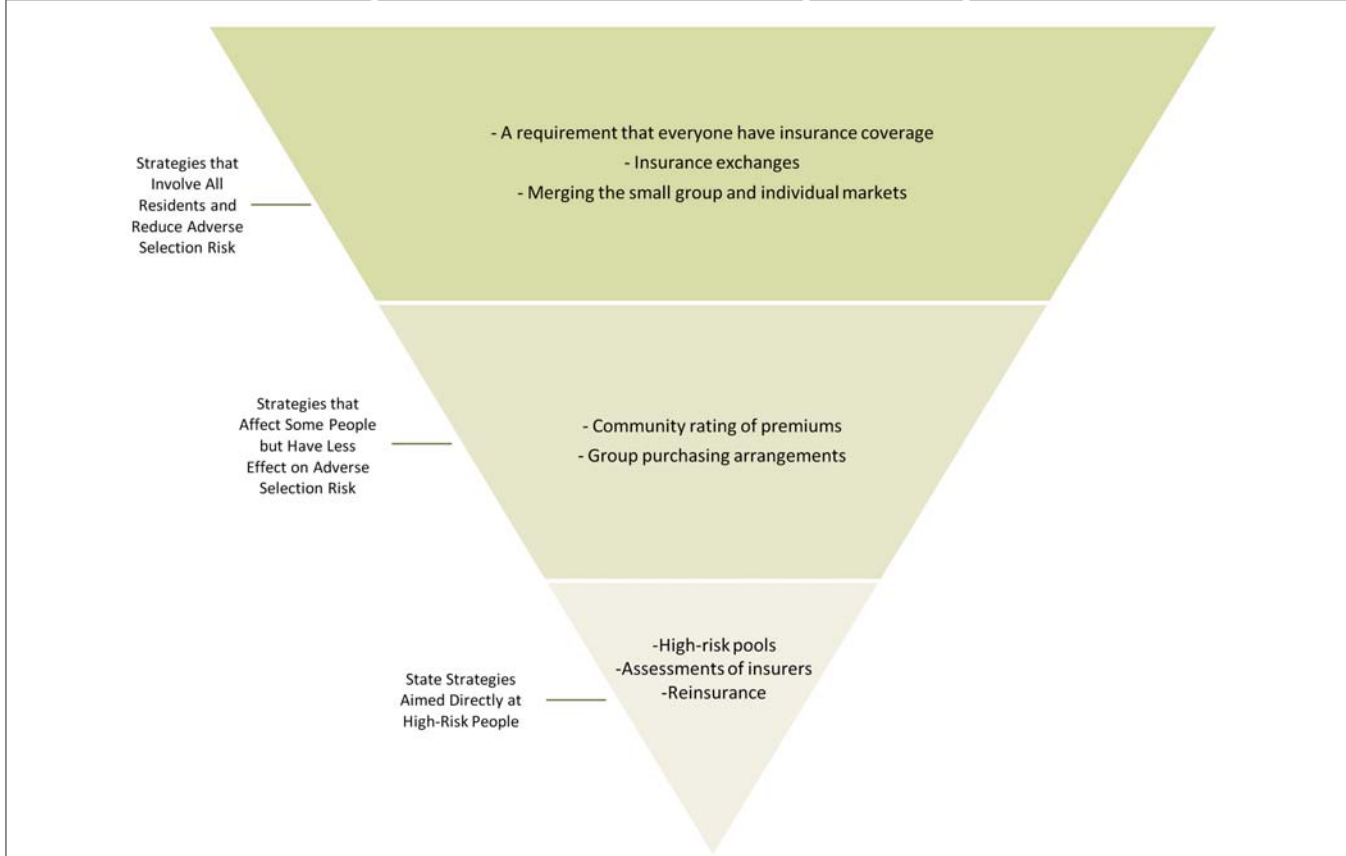 Strategies that
Involve All
Residents and
Reduce Adverse
Selection Risk
- A requirement that everyone have insurance coverage
- Insurance exchanges
- Merging the small group and individual markets
Strategies that
Affect Some People
but Have Less
Effect on Adverse
Selection Risk
- Community rating of premiums
- Group purchasing arrangements
State Strategies
Aimed Directly at
High-Risk People
-High-risk pools
-Assessments of insurers
-Reinsurance